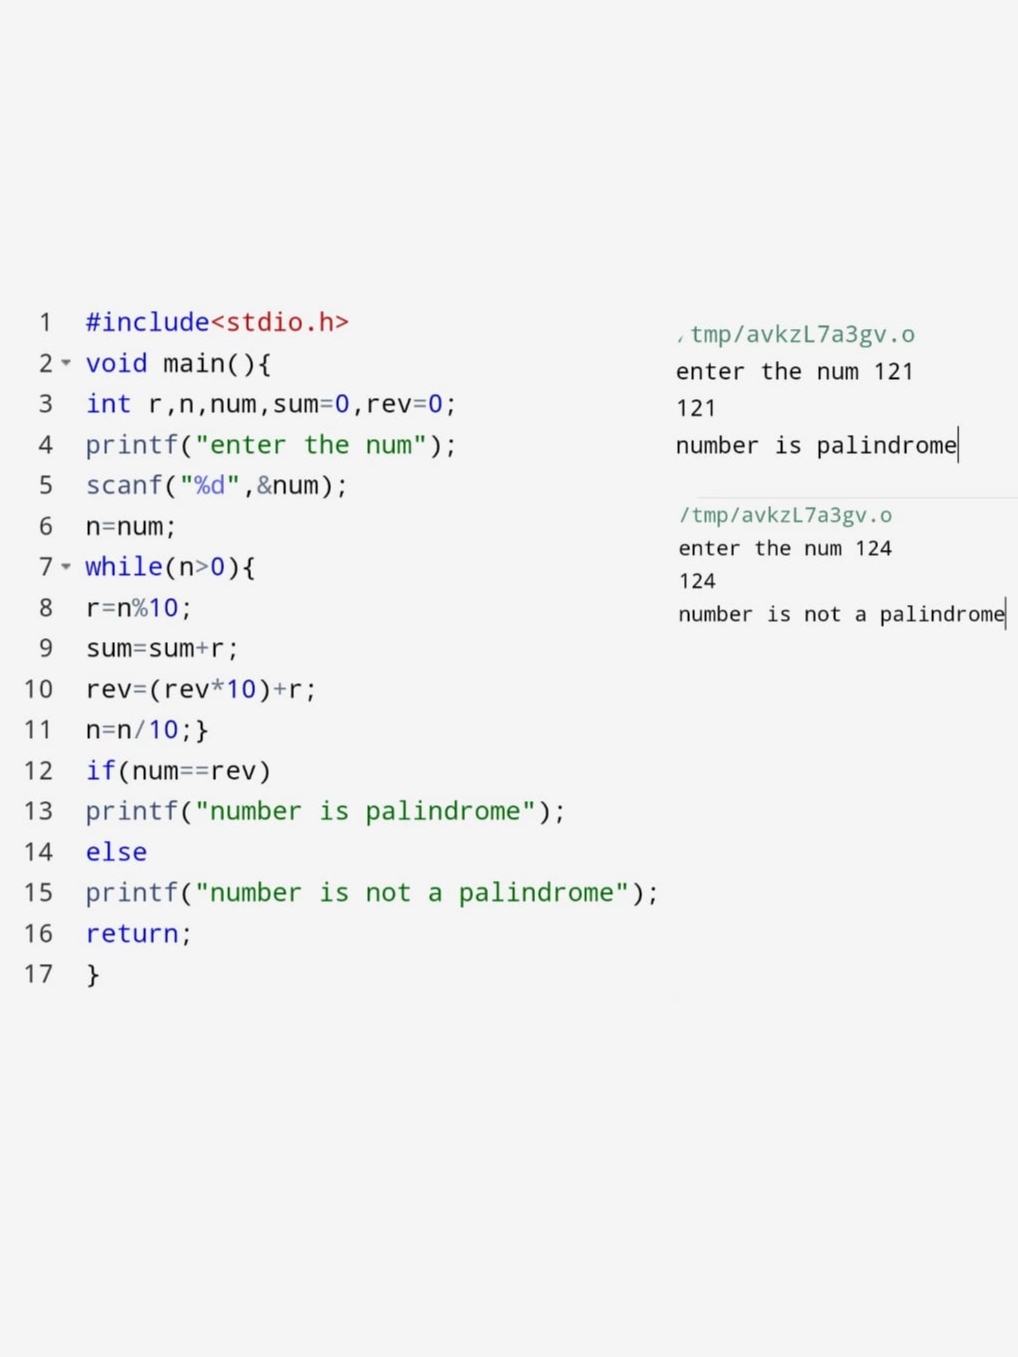 1 #include<stdio.h>
2 void main(){
3 int r,n,num,sum=0,rev=0;
4 printf("enter the num");
5 scanf("%d",&num);
6 n=num;
7 while(n>0){
8 r=n%10;
9 sum=sum+r;
10 rev=(rev*10)+r;
11 n=n/10;}
12 if(num==rev)
13 printf("number is palindrome");
14 else
15 printf("number is not a palindrome");
16 return;
17 }
/tmp/avkzL7a3gv.o
enter the num 121
121
number is palindrome
/tmp/avkzL7a3gv.o
enter the num 124
124
number is not a palindrome